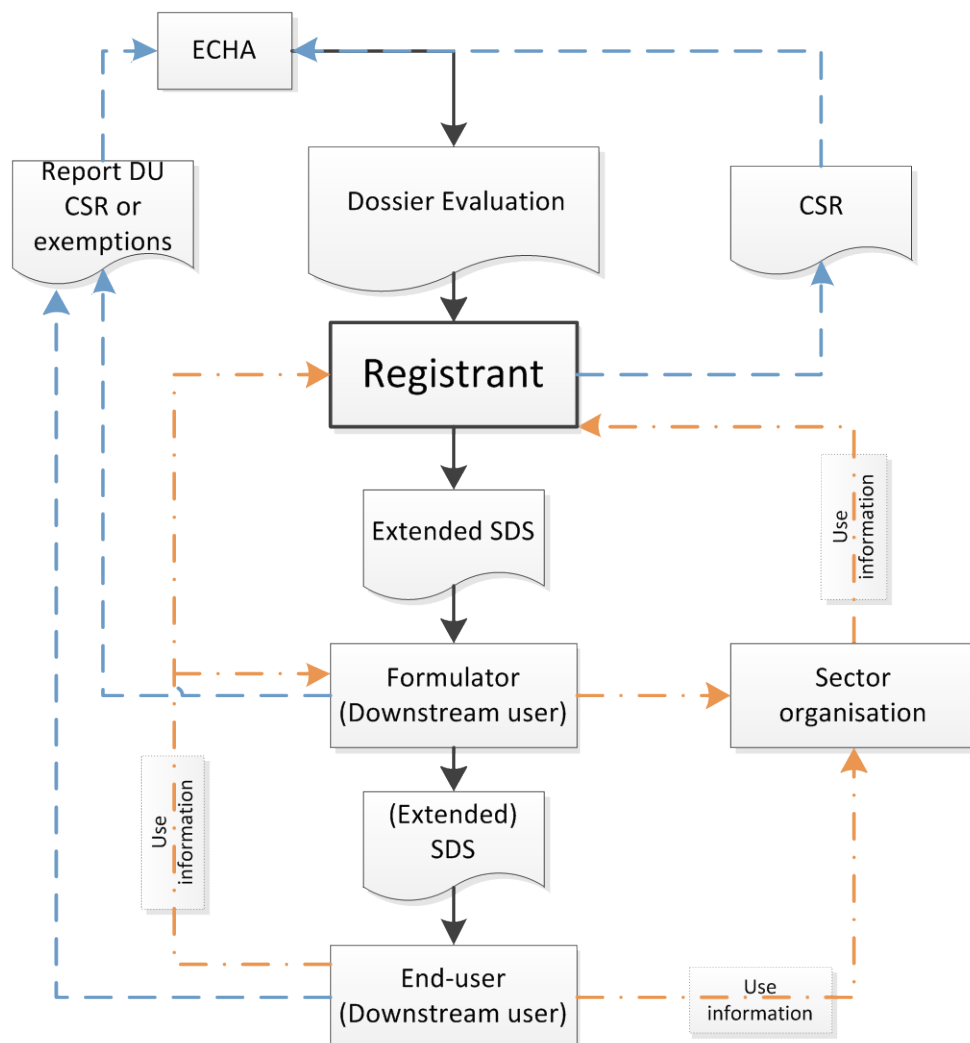 ECHA
Report DU
CSR or
exemptions
Dossier Evaluation
CSR
Registrant
Extended SDS
Use
information
Formulator
(Downstream user)
Sector
organisation
Use
information
(Extended)
SDS
End-user
(Downstream user)
Use
information